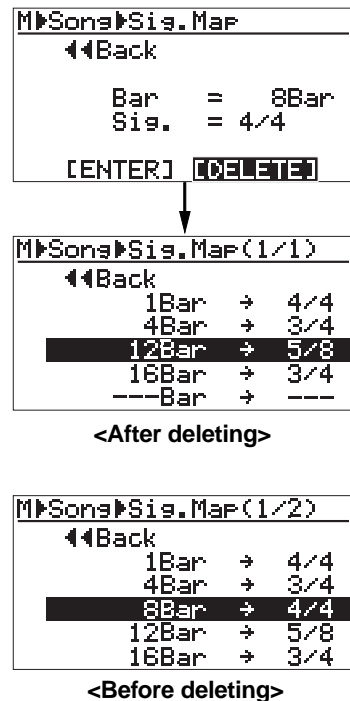 M▶Song▶Sig.Map
◀◀Back
Bar = 8Bar
Sig. = 4/4
[ENTER] [DELETE]
M▶Song▶Sig.Map(1/1)
◀◀Back
1Bar → 4/4
4Bar → 3/4
12Bar → 5/8
16Bar → 3/4
---Bar → ---
<After deleting>
M▶Song▶Sig.Map(1/2)
◀◀Back
1Bar → 4/4
4Bar → 3/4
8Bar → 4/4
12Bar → 5/8
16Bar → 3/4
<Before deleting>